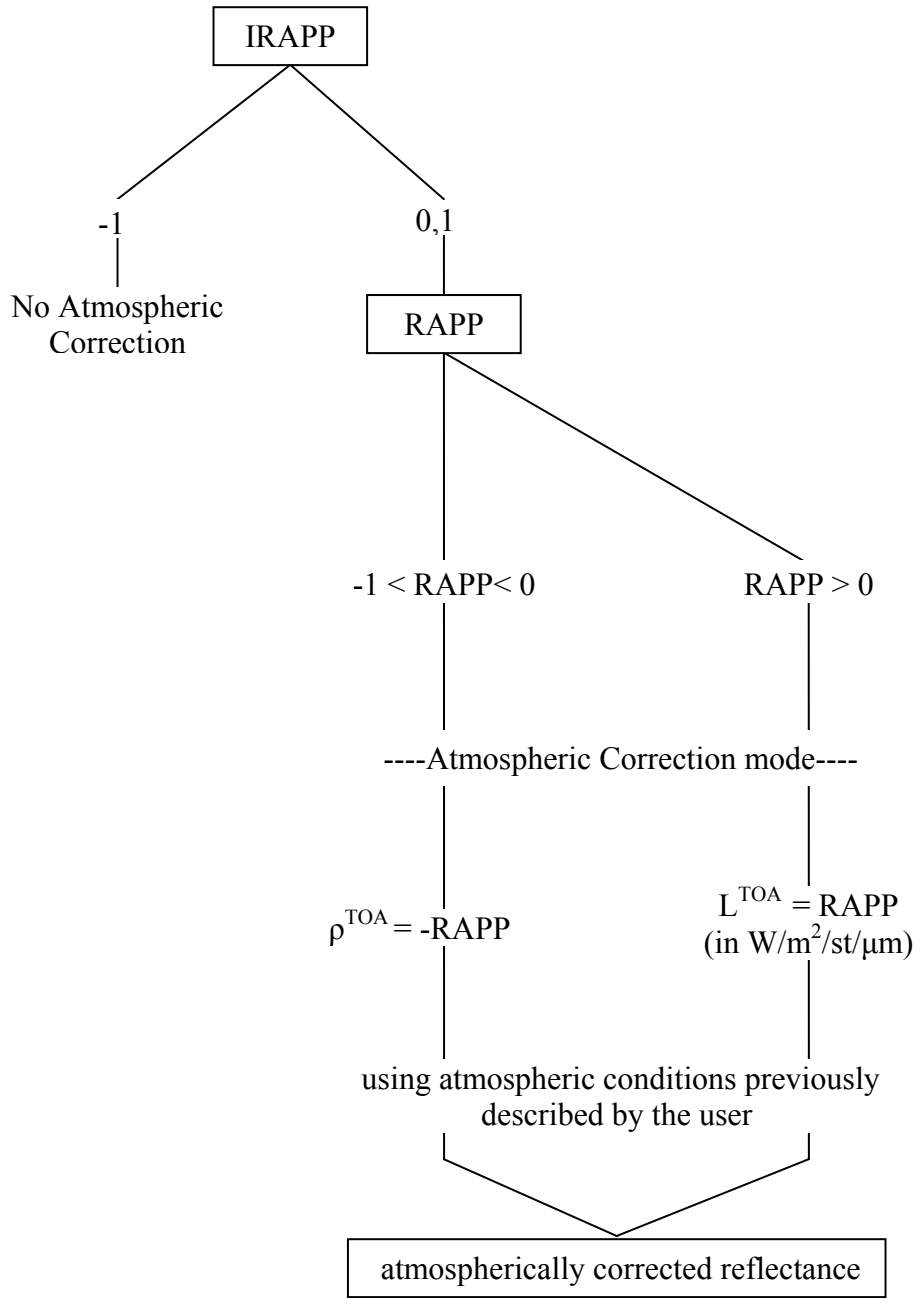 IRAPP
-1
0,1
No Atmospheric
Correction
RAPP
-1 < RAPP< 0
RAPP > 0
----Atmospheric Correction mode----
ρ^TOA = -RAPP
L^TOA = RAPP
(in W/m²/st/μm)
using atmospheric conditions previously
described by the user
atmospherically corrected reflectance